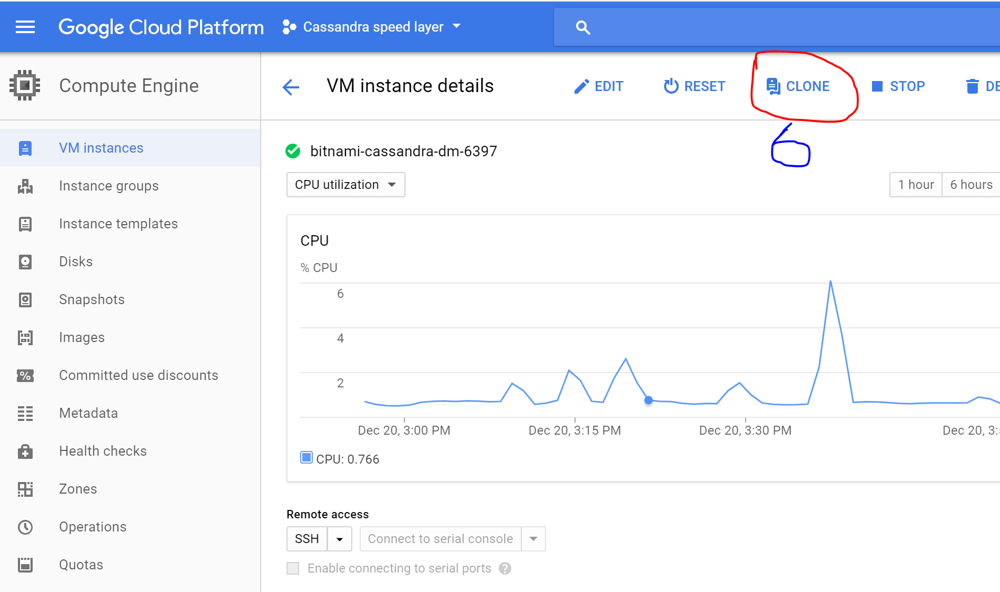 Google Cloud Platform
Cassandra speed layer
Compute Engine
VM instance details
EDIT
RESET
CLONE
STOP
DE
6
VM instances
Instance groups
Instance templates
Disks
Snapshots
Images
Committed use discounts
Metadata
Health checks
Zones
Operations
Quotas
bitnami-cassandra-dm-6397
CPU utilization
1 hour
6 hours
CPU
% CPU
6
4
2
Dec 20, 3:00 PM
Dec 20, 3:15 PM
Dec 20, 3:30 PM
Dec 20, 3:
CPU: 0.766
Remote access
SSH
Connect to serial console
Enable connecting to serial ports